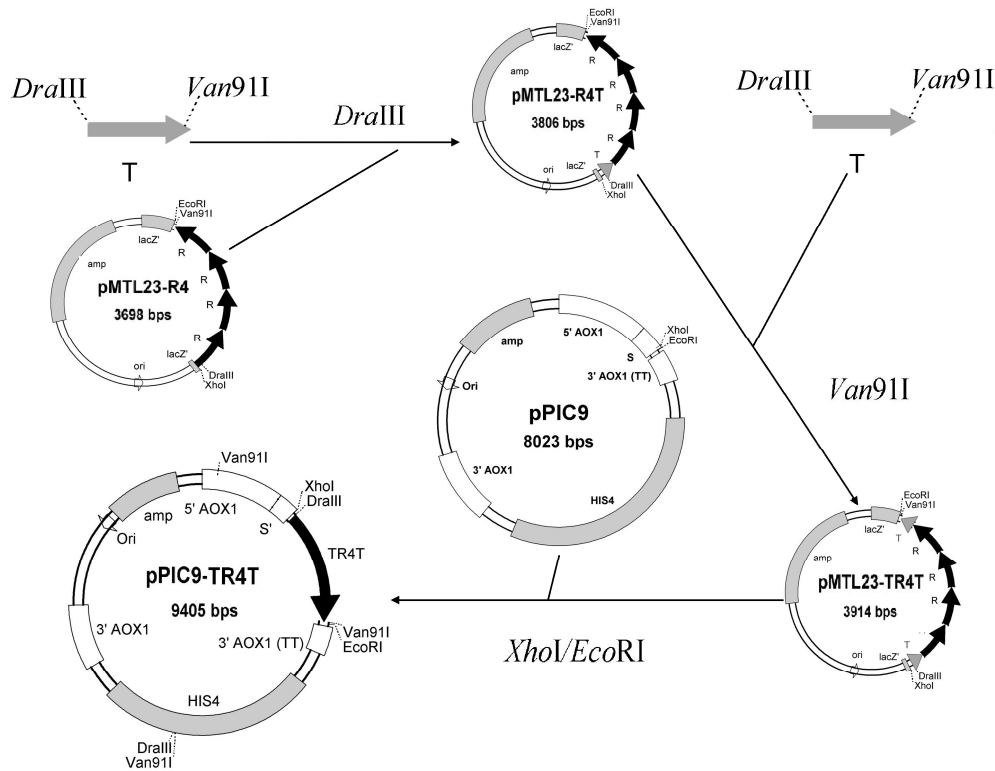 DraIII
Van91I
T
DraIII
EcoRI
Van91I
lacZ'
amp
R
R
R
R
pMTL23-R4T
3806 bps
ori
lacZ'
T
DraIII
XhoI
DraIII
Van91I
T
EcoRI
Van91I
lacZ'
amp
R
R
R
R
pMTL23-R4
3698 bps
ori
lacZ'
DraIII
XhoI
5' AOX1
XhoI
EcoRI
S
3' AOX1 (TT)
amp
Ori
pPIC9
8023 bps
3' AOX1
HIS4
Van91I
Van91I
XhoI
DraIII
amp
5' AOX1
S'
Ori
TR4T
pPIC9-TR4T
9405 bps
3' AOX1
3' AOX1 (TT)
Van91I
EcoRI
HIS4
DraIII
Van91I
XhoI/EcoRI
EcoRI
Van91I
lacZ'
T
amp
R
R
R
pMTL23-TR4T
3914 bps
ori
lacZ'
T
R
DraIII
XhoI